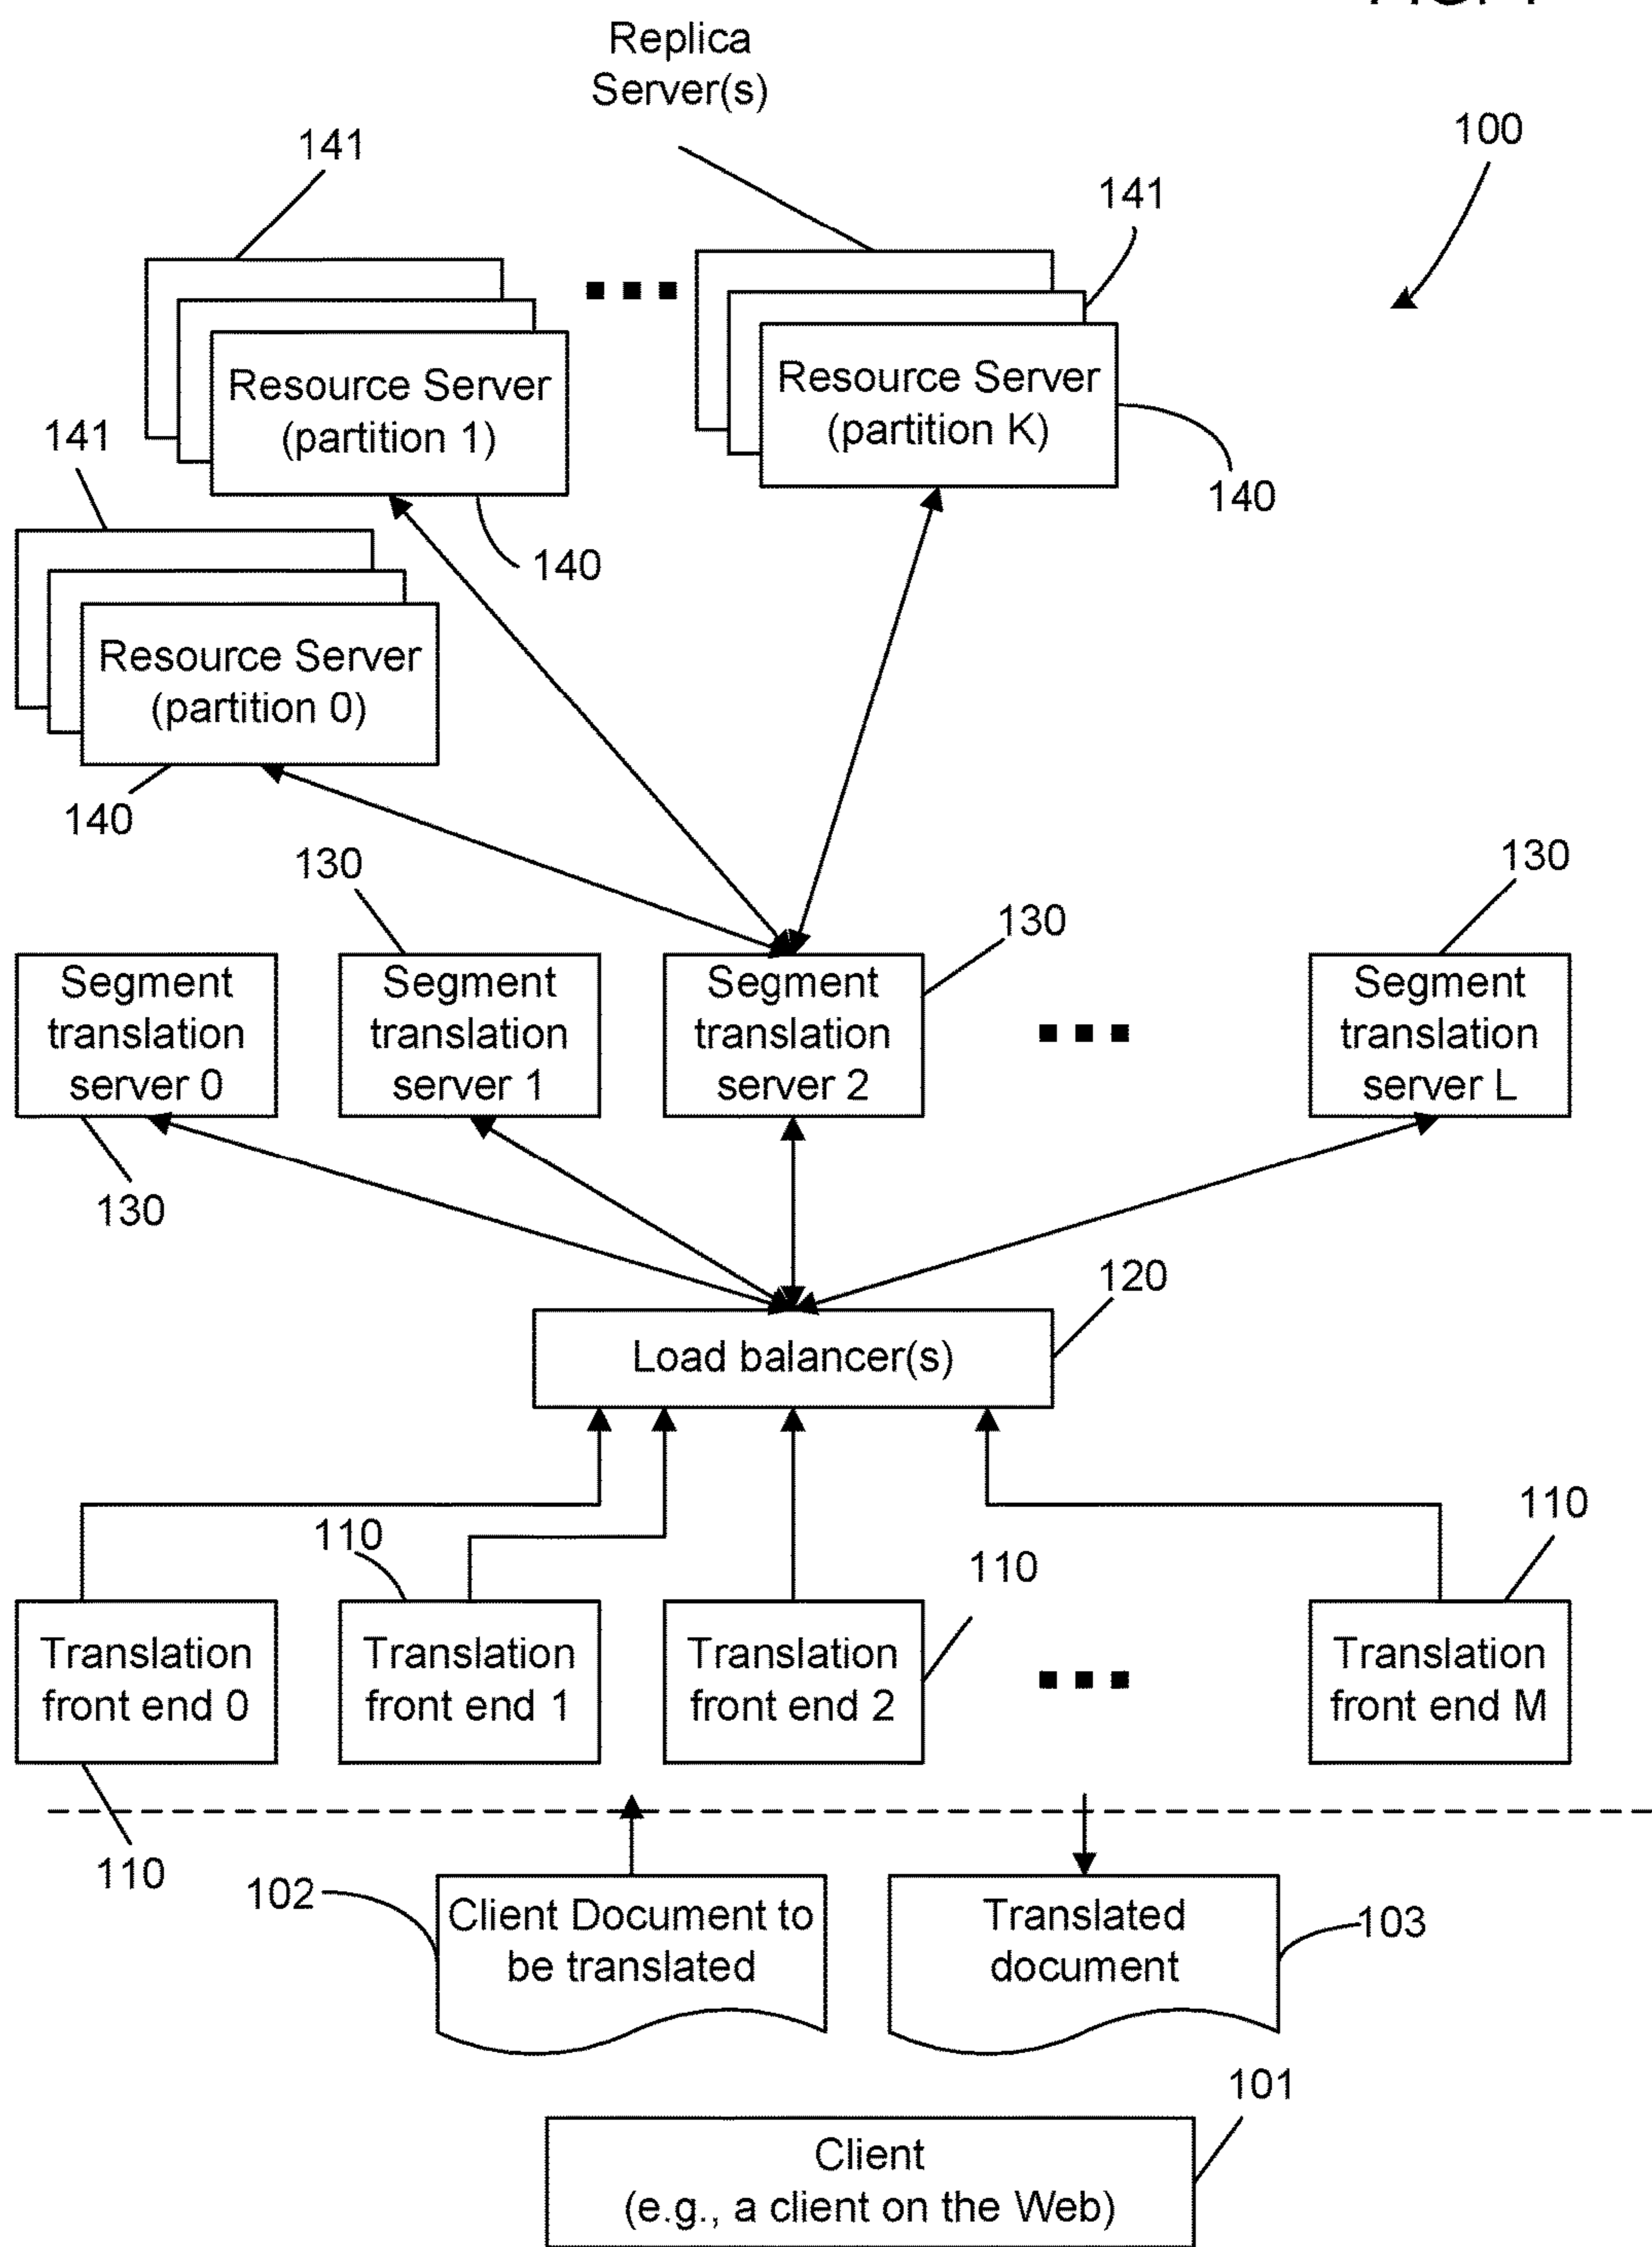 Replica
Server(s)
141
100
141
Resource Server
(partition 1)
Resource Server
(partition K)
141
140
140
Resource Server
(partition 0)
140
130
130
130
Segment
translation
server 0
Segment
translation
server 1
Segment
translation
server 2
Segment
translation
server L
130
120
Load balancer(s)
110
110
110
Translation
front end 0
Translation
front end 1
Translation
front end 2
Translation
front end M
110
102
Client Document to
be translated
Translated
document
103
101
Client
(e.g., a client on the Web)